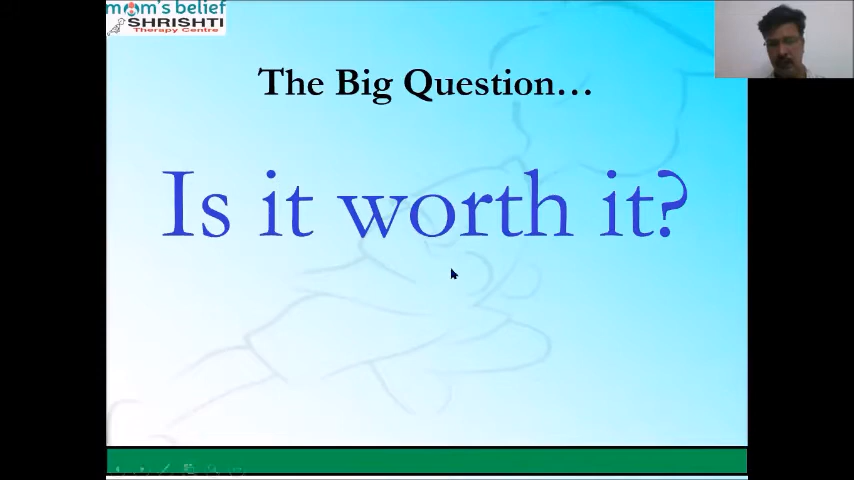 mom's belief
SHRISHTI
Therapy Centre
The Big Question…
Is it worth it?